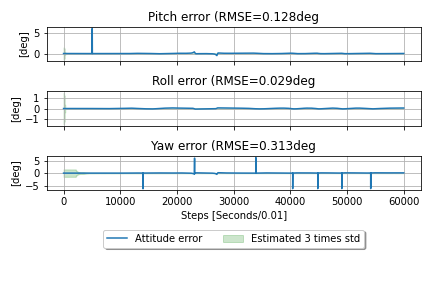 Pitch error (RMSE=0.128deg
[deg]
5
0
Roll error (RMSE=0.029deg
[deg]
1
0
−1
Yaw error (RMSE=0.313deg
[deg]
5
0
−5
0 10000 20000 30000 40000 50000 60000
Steps [Seconds/0.01]
Attitude error Estimated 3 times std